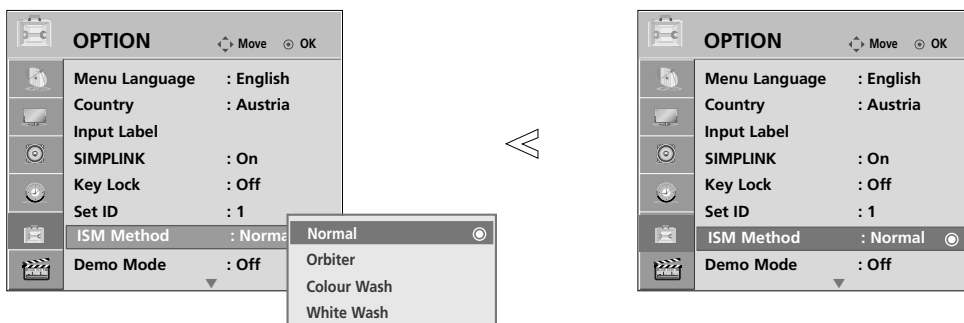 OPTION Move OK
Menu Language : English
Country : Austria
Input Label
SIMPLINK : On
Key Lock : Off
Set ID : 1
ISM Method : Norma
Demo Mode : Off
Normal
Orbiter
Colour Wash
White Wash
OPTION Move OK
Menu Language : English
Country : Austria
Input Label
SIMPLINK : On
Key Lock : Off
Set ID : 1
ISM Method : Normal
Demo Mode : Off